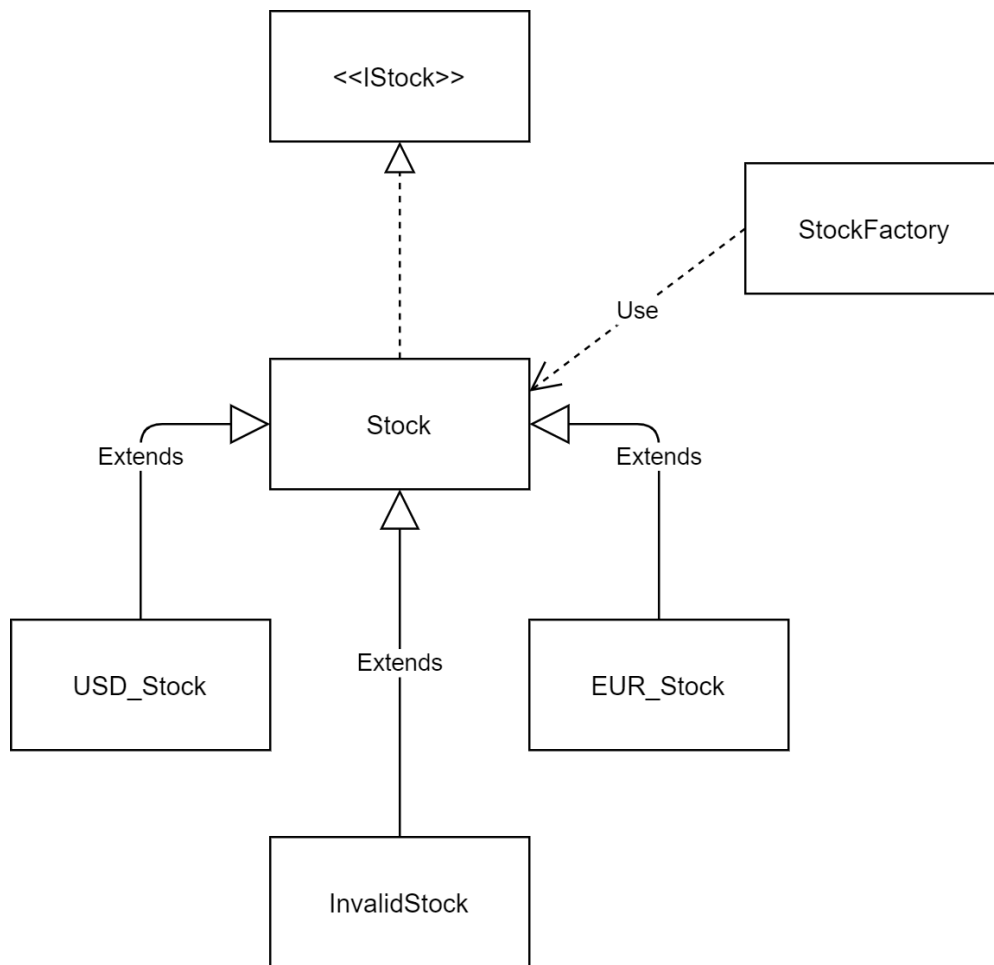 <<IStock>>
StockFactory
Use
Stock
Extends
Extends
USD_Stock
Extends
EUR_Stock
InvalidStock